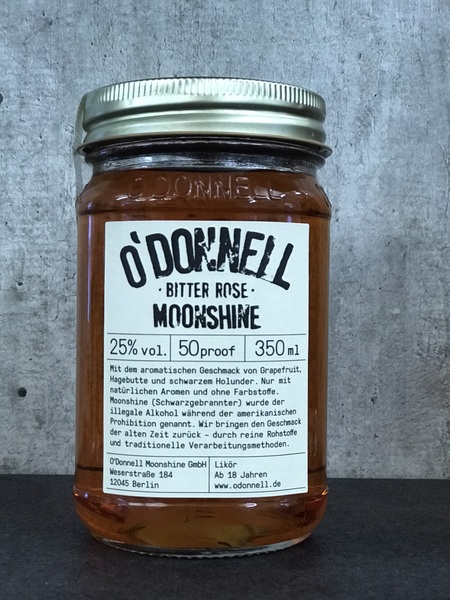 O'DONNELL
O'DONNELL
· BITTER ROSE ·
MOONSHINE
25% vol. 50proof 350 ml
Mit dem aromatischen Geschmack von Grapefruit,
Hagebutte und schwarzem Holunder. Nur mit
natürlichen Aromen und ohne Farbstoffe.
Moonshine (Schwarzgebrannter) wurde der
illegale Alkohol während der amerikanischen
Prohibition genannt. Wir bringen den Geschmack
der alten Zeit zurück – durch reine Rohstoffe
und traditionelle Verarbeitungsmethoden.
O'Donnell Moonshine GmbH
Weserstraße 184
12045 Berlin
Likör
Ab 18 Jahren
www.odonnell.de